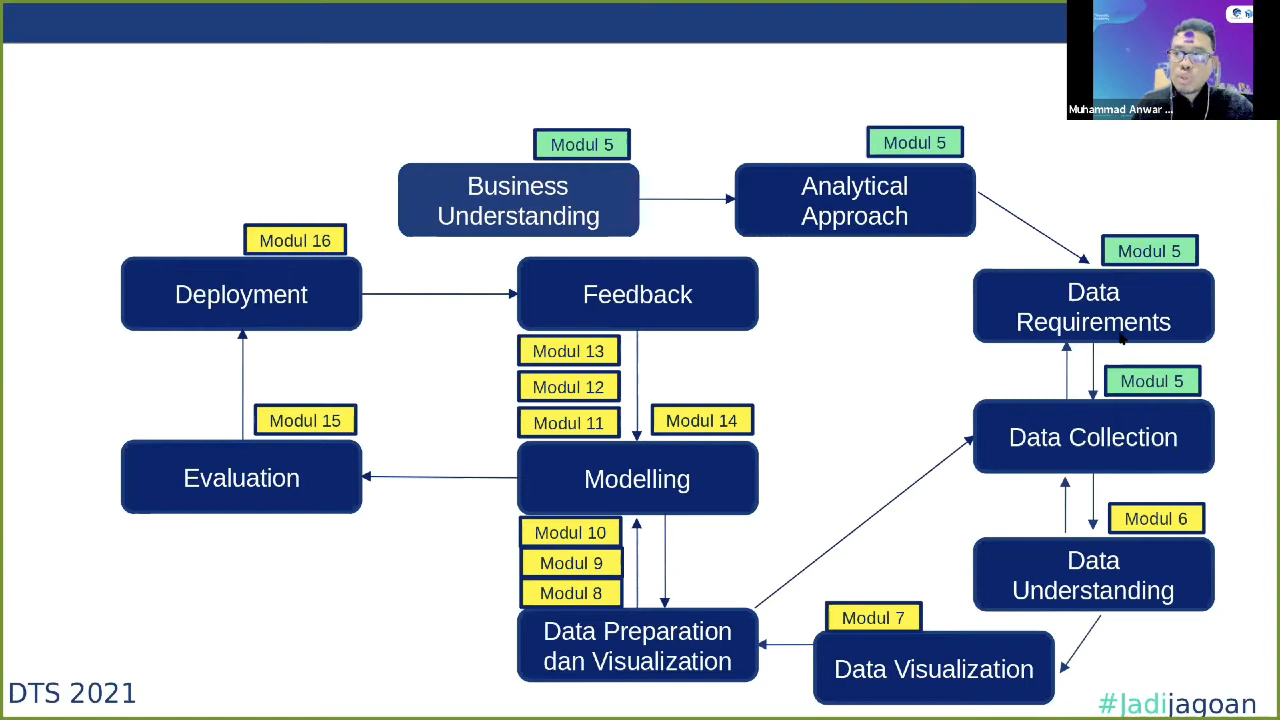 Muhammad Anwar ...
Modul 5
Business
Understanding
Modul 5
Analytical
Approach
Modul 16
Deployment
Feedback
Modul 5
Data
Requirements
Modul 13
Modul 12
Modul 11
Modul 14
Modul 15
Modul 5
Data Collection
Evaluation
Modelling
Modul 10
Modul 9
Modul 8
Modul 6
Data
Understanding
Data Preparation
dan Visualization
Modul 7
Data Visualization
DTS 2021
#Jadijagoan